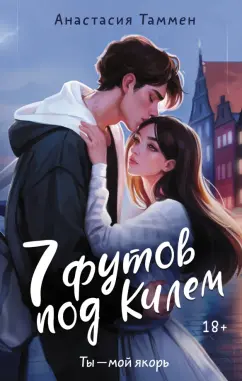 Анастасия Таммен
7 футов
под Килем
18+
Ты — мой якорь